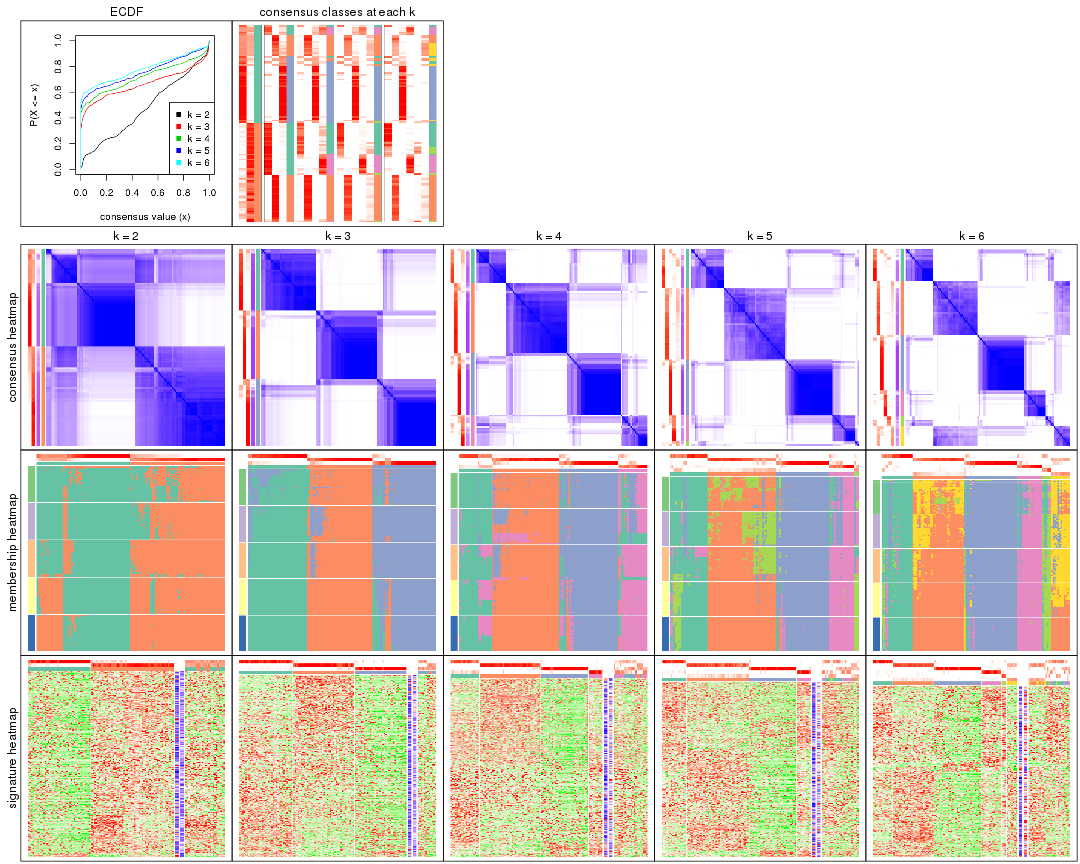 ECDF
consensus classes at each k
P(X <= x)
0.0 0.2 0.4 0.6 0.8 1.0
k = 2
k = 3
k = 4
k = 5
k = 6
0.0 0.2 0.4 0.6 0.8 1.0
consensus value (x)
k = 2
k = 3
k = 4
k = 5
k = 6
consensus heatmap
membership heatmap
signature heatmap